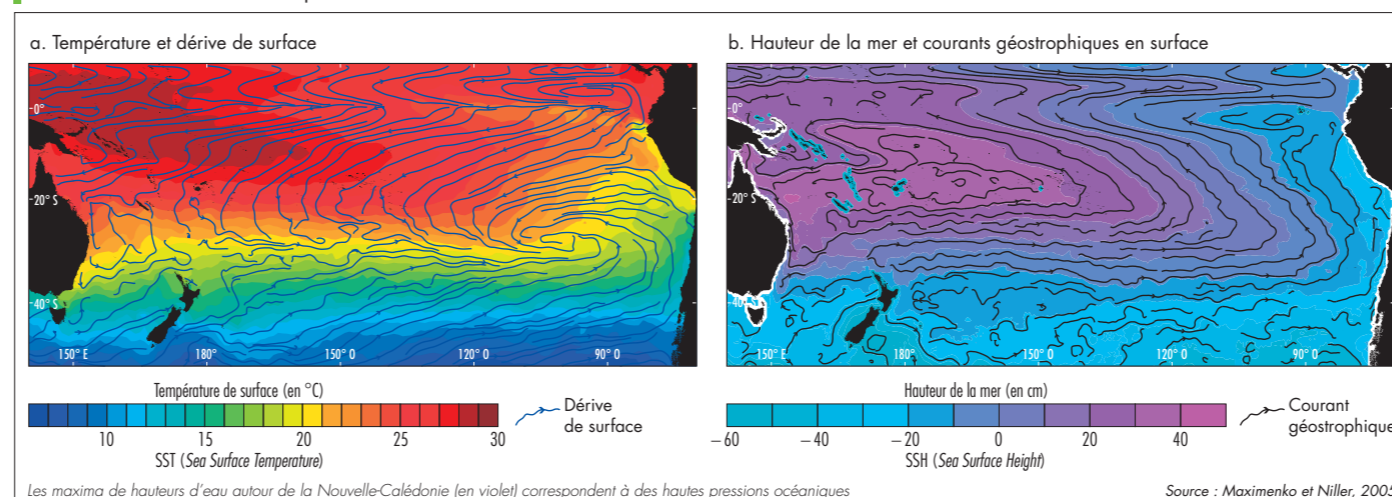 a. Température et dérive de surface
b. Hauteur de la mer et courants géostrophiques en surface
0°
20° S
40° S
150° E
180°
150° O
120° O
90° O
0°
20° S
40° S
150° E
180°
150° O
120° O
90° O
Température de surface (en °C)
10 15 20 25 30
SST (Sea Surface Temperature)
Dérive
de surface
Hauteur de la mer (en cm)
−60 −40 −20 0 20 40
SSH (Sea Surface Height)
Courant
géostrophique
Les maxima de hauteurs d'eau autour de la Nouvelle-Calédonie (en violet) correspondent à des hautes pressions océaniques
Source : Maximenko et Niller, 2005